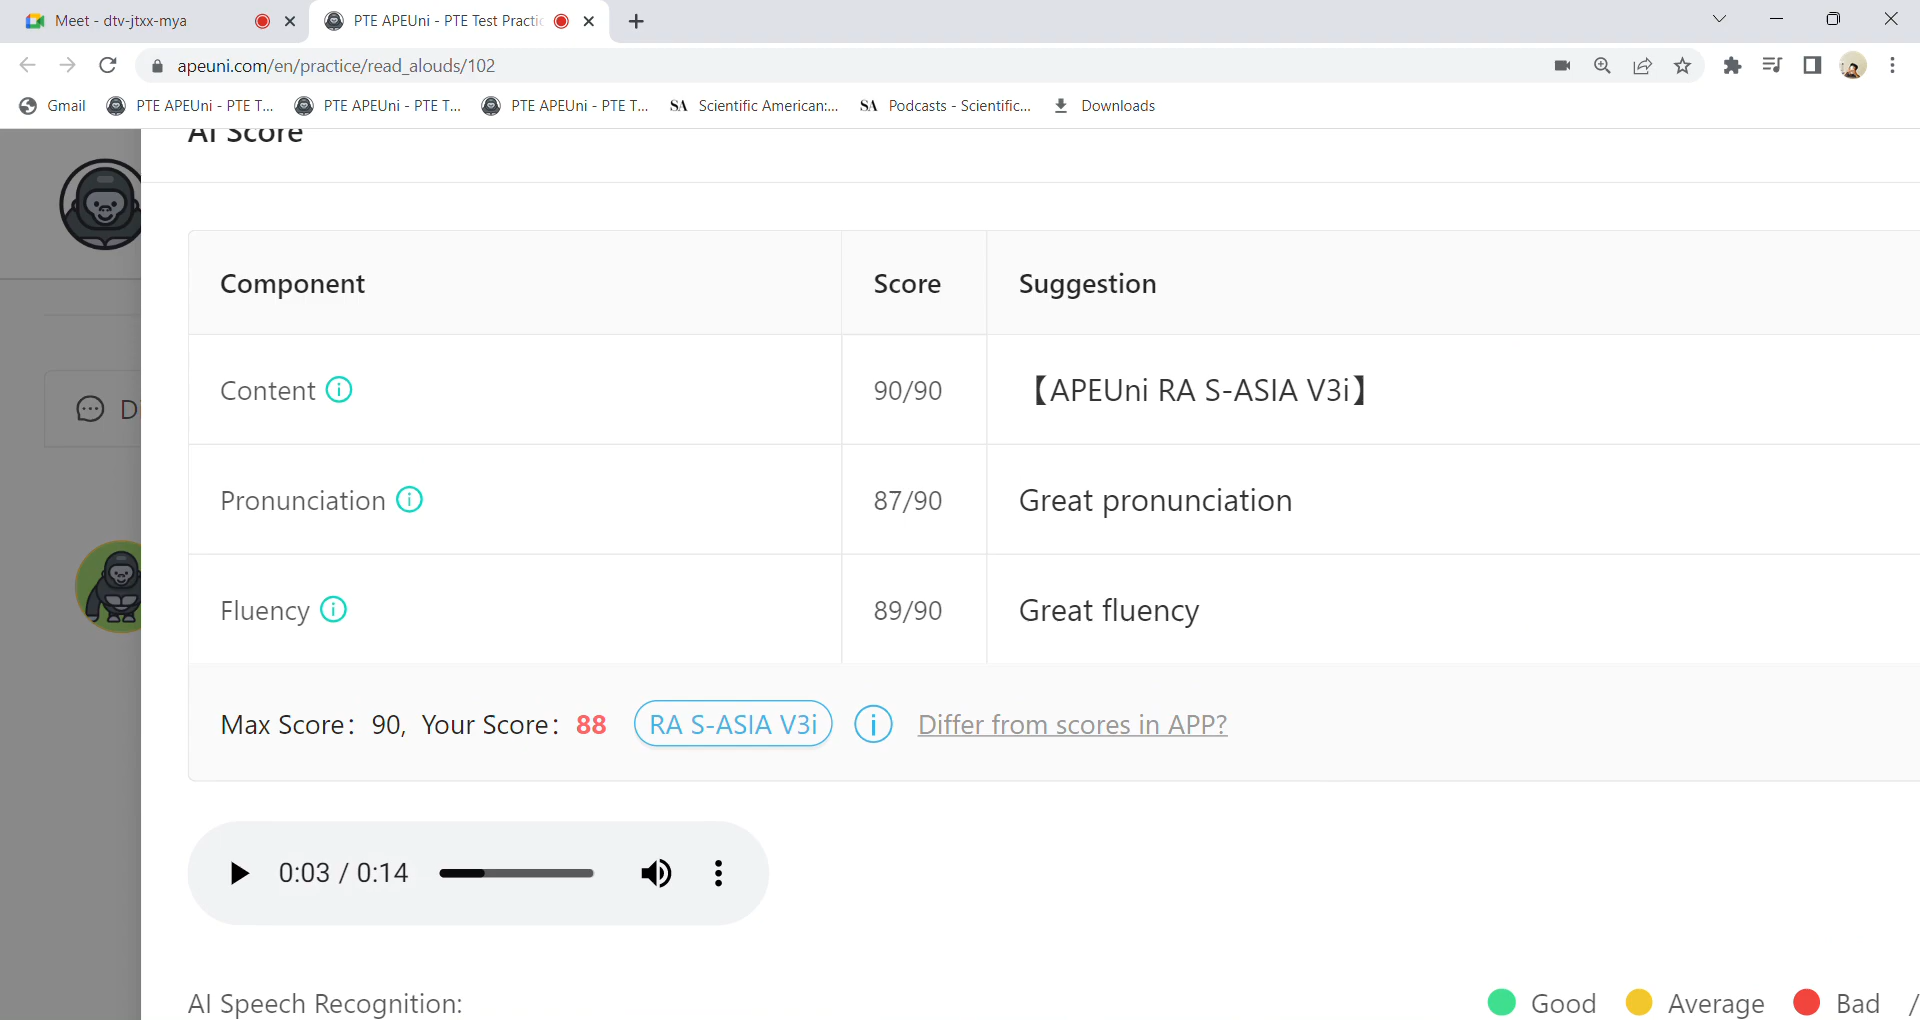 Meet - dtv-jtxx-mya
PTE APEUni - PTE Test Practic
apeuni.com/en/practice/read_alouds/102
Gmail
PTE APEUni - PTE T...
PTE APEUni - PTE T...
PTE APEUni - PTE T...
SA Scientific American:...
SA Podcasts - Scientific...
Downloads
AI Score
Component Score Suggestion
Content 90/90 【APEUni RA S-ASIA V3i】
D
Pronunciation 87/90 Great pronunciation
Fluency 89/90 Great fluency
Max Score: 90, Your Score: 88 RA S-ASIA V3i Differ from scores in APP?
0:03 / 0:14
AI Speech Recognition:
Good Average Bad /